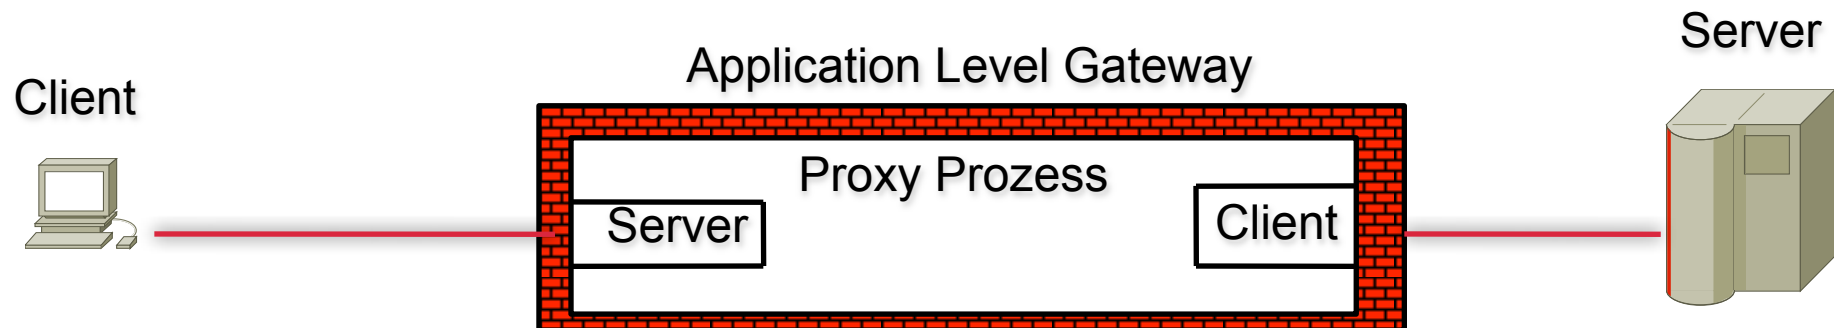 Server
Application Level Gateway
Client
Proxy Prozess
Server
Client